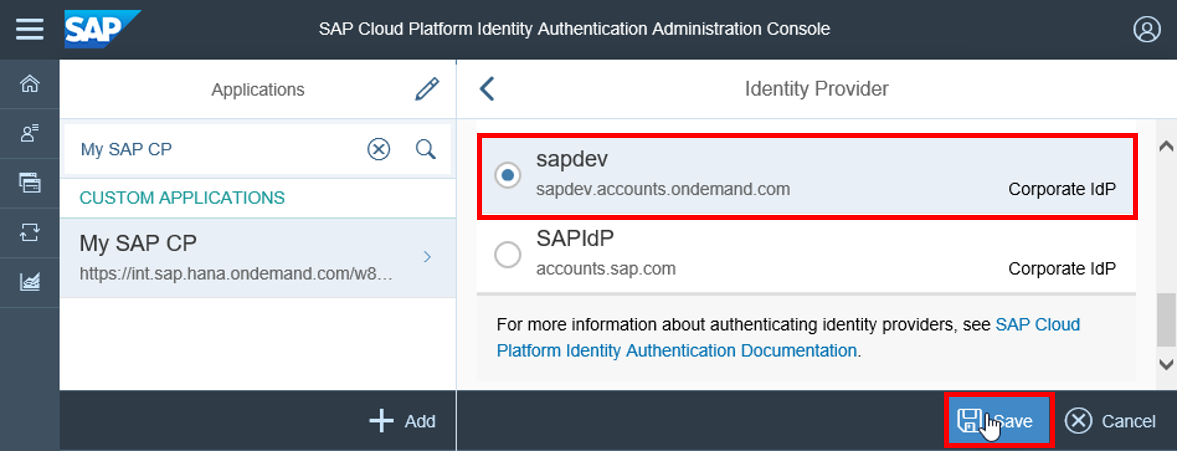 SAP
SAP Cloud Platform Identity Authentication Administration Console
Applications
My SAP CP
CUSTOM APPLICATIONS
My SAP CP
https://int.sap.hana.ondemand.com/w8...
Add
Identity Provider
sapdev
sapdev.accounts.ondemand.com
Corporate IdP
SAPIdP
accounts.sap.com
Corporate IdP
For more information about authenticating identity providers, see SAP Cloud
Platform Identity Authentication Documentation.
Save
Cancel